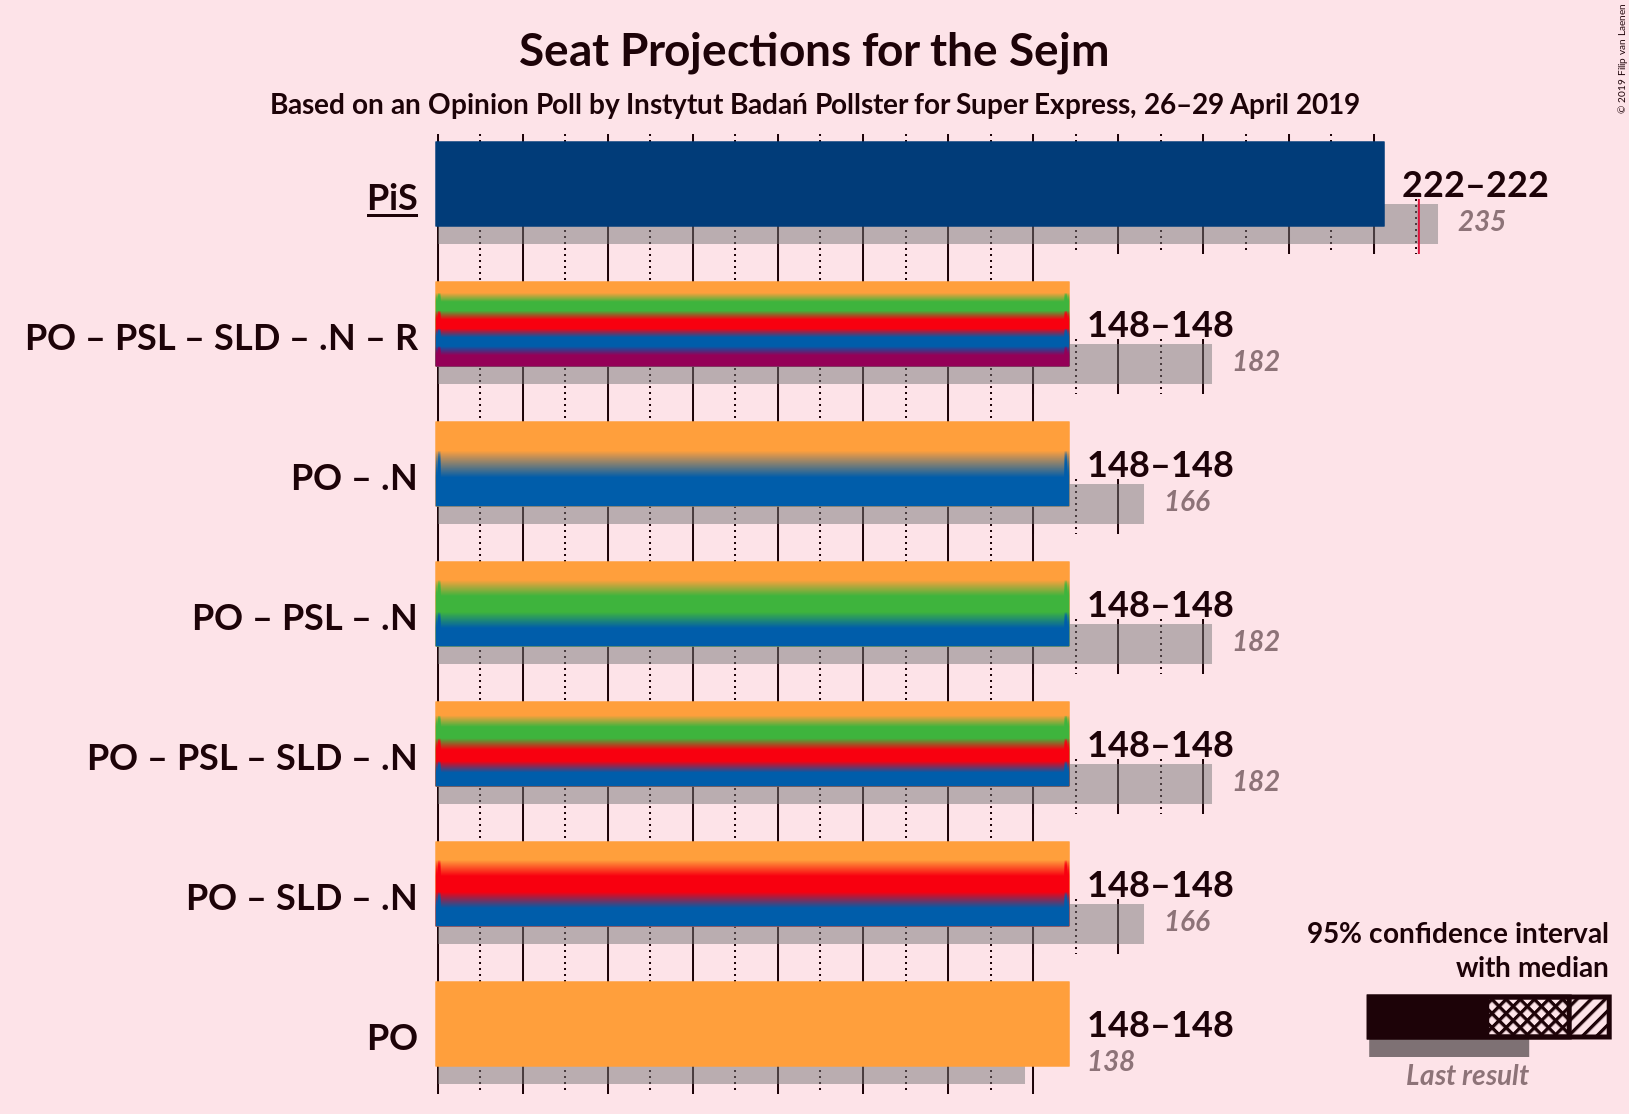 Seat Projections for the Sejm
Based on an Opinion Poll by Instytut Badań Pollster for Super Express, 26–29 April 2019
© 2019 Filip van Laenen
PiS
222–222
235
PO – PSL – SLD – .N – R
148–148
182
PO – .N
148–148
166
PO – PSL – .N
148–148
182
PO – PSL – SLD – .N
148–148
182
PO – SLD – .N
148–148
166
PO
148–148
138
95% confidence interval
with median
Last result